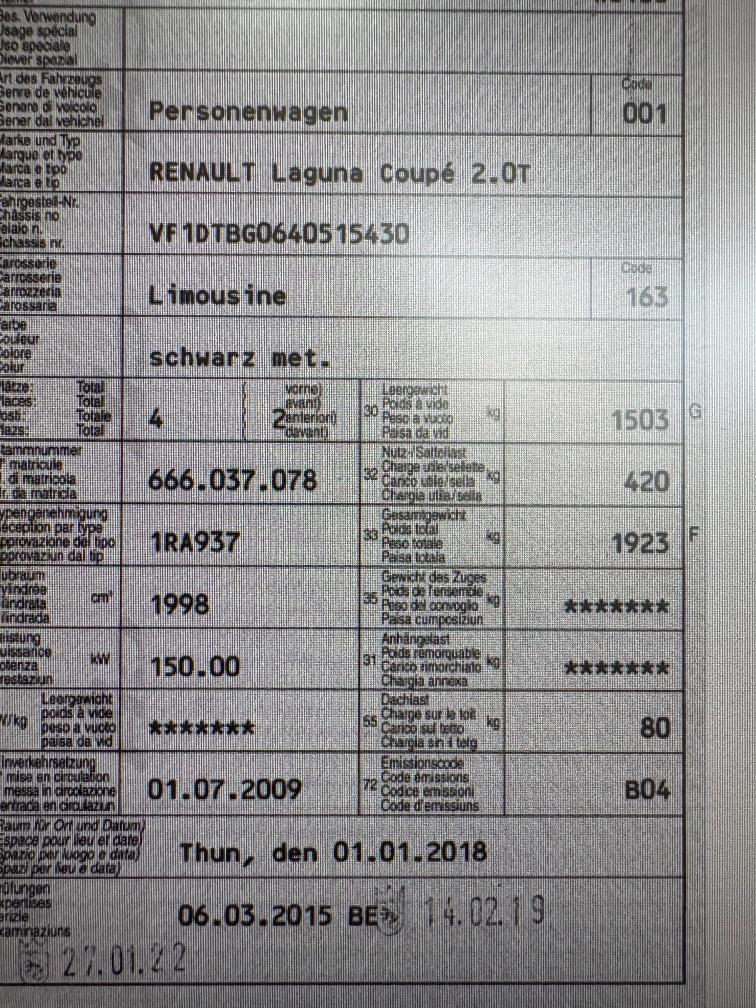 Bes. Verwendung
Usage spécial
Uso speciale
Diever spezial
Art des Fahrzeugs
Genre de véhicule
Genere di veicolo
Gener dal vehichel
Personenwagen
Code
001
Marke und Typ
Marque et type
Marca e tipo
Marca e tip
RENAULT Laguna Coupé 2.0T
Fahrgestell-Nr.
Châssis no
Telaio n.
Schassis nr.
VF1DTBG0640515430
Carosserie
Carrosserie
Carrozzeria
Carossaria
Limousine
Code
163
Farbe
Couleur
Colore
Colur
schwarz met.
Plätze: Total
Places: Total
Posti: Totale
Plazs: Total
4
2
vorne)
avant)
anteriori)
davant)
30
Leergewicht
Poids à vide
Peso a vuoto
Paisa da vid
kg
1503
G
Stammnummer
matricule
di matricola
da matricla
666.037.078
32
Nutz-/Sattellast
Charge utile/sellette
Carico utile/sella
Chargia utila/sella
kg
420
Typengenehmigung
Réception par type
Approvazione del tipo
Approvaziun dal tip
1RA937
33
Gesamtgewicht
Poids total
Peso totale
Paisa totala
kg
1923
F
Hubraum
Cylindrée
Cilindrata
Cilindrada
cm³
1998
35
Gewicht des Zuges
Poids de l'ensemble
Peso del convoglio
Paisa cumposiziun
kg
*******
Leistung
Puissance
Potenza
Prestaziun
kW
150.00
31
Anhängelast
Poids remorquable
Carico rimorchiato
Chargia annexa
kg
*******
kW/kg
Leergewicht
poids à vide
peso a vuoto
paisa da vid
*******
55
Dachlast
Charge sur le toit
Carico sul tetto
Chargia sin il tetg
kg
80
Inverkehrsetzung
mise en circulation
messa in circolazione
entrada en circulaziun
01.07.2009
72
Emissionscode
Code émissions
Codice emissioni
Code d'emissiuns
B04
(Raum für Ort und Datum)
(Espace pour lieu et date)
(Spazio per luogo e data)
(Spazi per lieu e data)
Thun, den 01.01.2018
Prüfungen
Expertises
Perizie
Examinaziuns
06.03.2015 BE
14.02.19
27.01.22